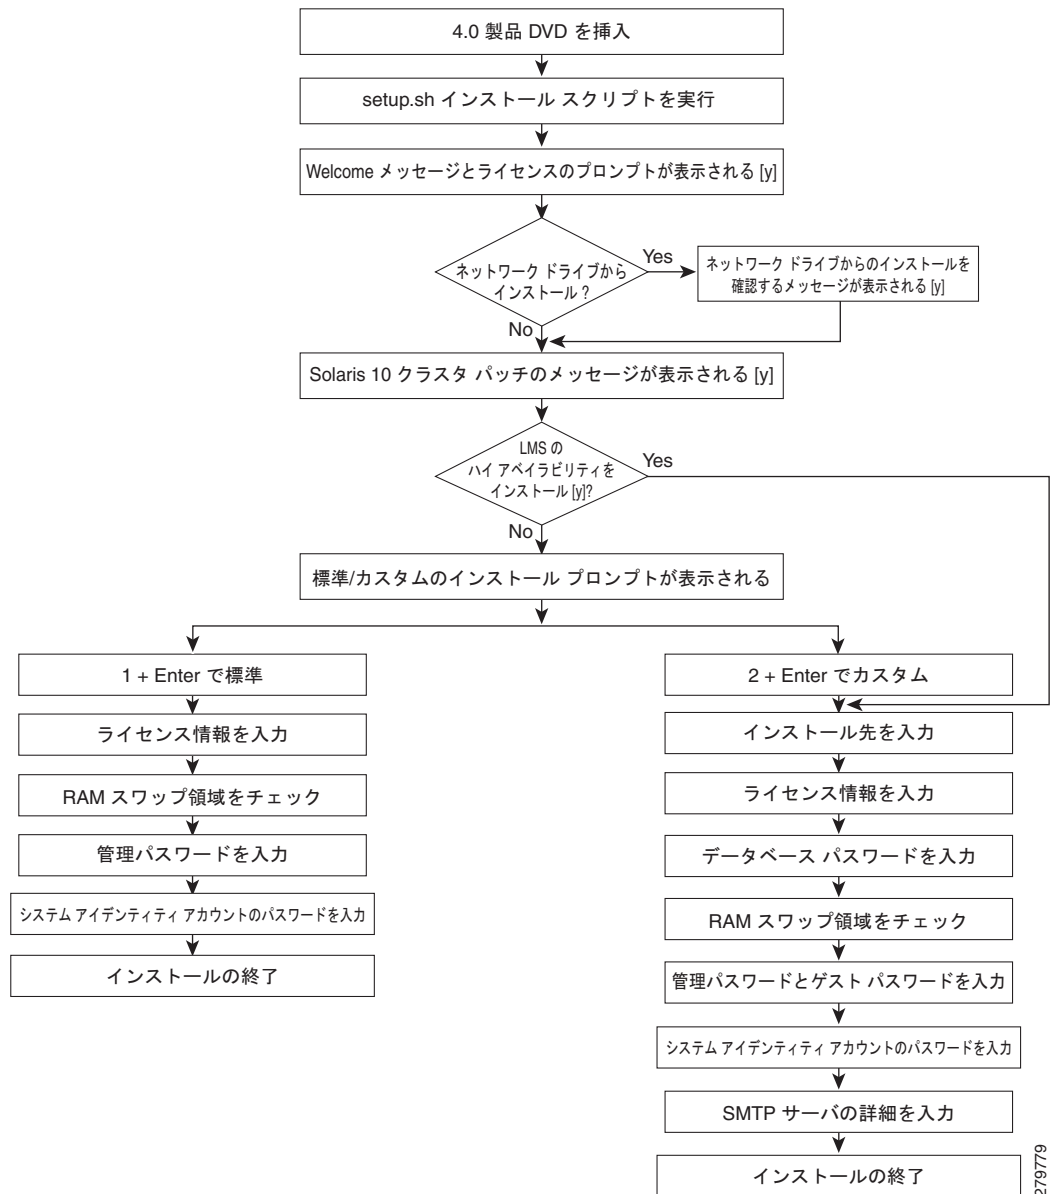 4.0 製品 DVD を挿入
setup.sh インストール スクリプトを実行
Welcome メッセージとライセンスのプロンプトが表示される [y]
ネットワーク ドライブから
インストール ?
Yes
ネットワーク ドライブからのインストールを
確認するメッセージが表示される [y]
No
Solaris 10 クラスタ パッチのメッセージが表示される [y]
LMS の
ハイ アベイラビリティを
インストール [y]?
Yes
No
標準/カスタムのインストール プロンプトが表示される
1 + Enter で標準
ライセンス情報を入力
RAM スワップ領域をチェック
管理パスワードを入力
システム アイデンティティ アカウントのパスワードを入力
インストールの終了
2 + Enter でカスタム
インストール先を入力
ライセンス情報を入力
データベース パスワードを入力
RAM スワップ領域をチェック
管理パスワードとゲスト パスワードを入力
システム アイデンティティ アカウントのパスワードを入力
SMTP サーバの詳細を入力
インストールの終了
279779